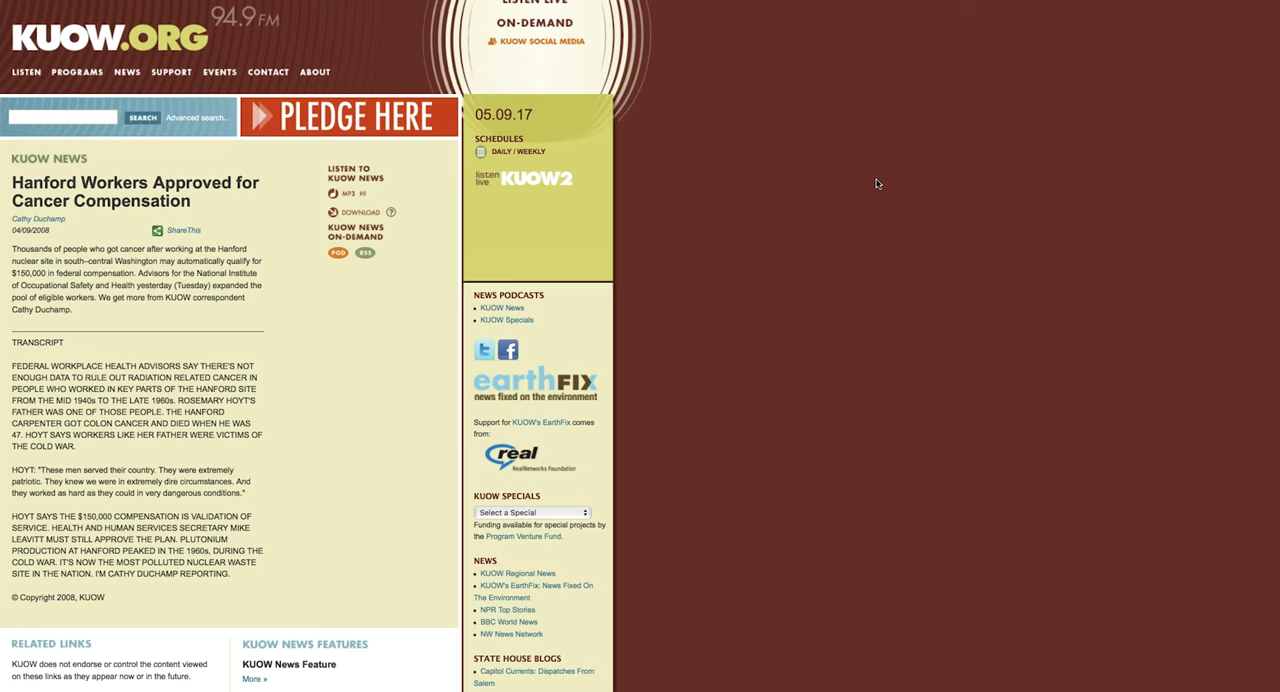 94.9 FM
KUOW.ORG
LISTEN PROGRAMS NEWS SUPPORT EVENTS CONTACT ABOUT
LISTEN LIVE
ON-DEMAND
KUOW SOCIAL MEDIA
SEARCH Advanced search...
PLEDGE HERE
KUOW NEWS
Hanford Workers Approved for
Cancer Compensation
Cathy Duchamp
04/09/2008 ShareThis
Thousands of people who got cancer after working at the Hanford
nuclear site in south–central Washington may automatically qualify for
$150,000 in federal compensation. Advisors for the National Institute
of Occupational Safety and Health yesterday (Tuesday) expanded the
pool of eligible workers. We get more from KUOW correspondent
Cathy Duchamp.
TRANSCRIPT
FEDERAL WORKPLACE HEALTH ADVISORS SAY THERE'S NOT
ENOUGH DATA TO RULE OUT RADIATION RELATED CANCER IN
PEOPLE WHO WORKED IN KEY PARTS OF THE HANFORD SITE
FROM THE MID 1940s TO THE LATE 1960s. ROSEMARY HOYT'S
FATHER WAS ONE OF THOSE PEOPLE. THE HANFORD
CARPENTER GOT COLON CANCER AND DIED WHEN HE WAS
47. HOYT SAYS WORKERS LIKE HER FATHER WERE VICTIMS OF
THE COLD WAR.
HOYT: "These men served their country. They were extremely
patriotic. They knew we were in extremely dire circumstances. And
they worked as hard as they could in very dangerous conditions."
HOYT SAYS THE $150,000 COMPENSATION IS VALIDATION OF
SERVICE. HEALTH AND HUMAN SERVICES SECRETARY MIKE
LEAVITT MUST STILL APPROVE THE PLAN. PLUTONIUM
PRODUCTION AT HANFORD PEAKED IN THE 1960s, DURING THE
COLD WAR. IT'S NOW THE MOST POLLUTED NUCLEAR WASTE
SITE IN THE NATION. I'M CATHY DUCHAMP REPORTING.
© Copyright 2008, KUOW
LISTEN TO
KUOW NEWS
MP3 HI
DOWNLOAD ?
KUOW NEWS
ON-DEMAND
POD RSS
RELATED LINKS
KUOW does not endorse or control the content viewed
on these links as they appear now or in the future.
KUOW NEWS FEATURES
KUOW News Feature
More »
05.09.17
SCHEDULES
DAILY / WEEKLY
listen live KUOW2
NEWS PODCASTS
• KUOW News
• KUOW Specials
t f
earthFIX
news fixed on the environment
Support for KUOW's EarthFix comes
from:
real
RealNetworks Foundation
KUOW SPECIALS
Select a Special
Funding available for special projects by
the Program Venture Fund.
NEWS
• KUOW Regional News
• KUOW's EarthFix: News Fixed On
The Environment
• NPR Top Stories
• BBC World News
• NW News Network
STATE HOUSE BLOGS
• Capitol Currents: Dispatches From
Salem